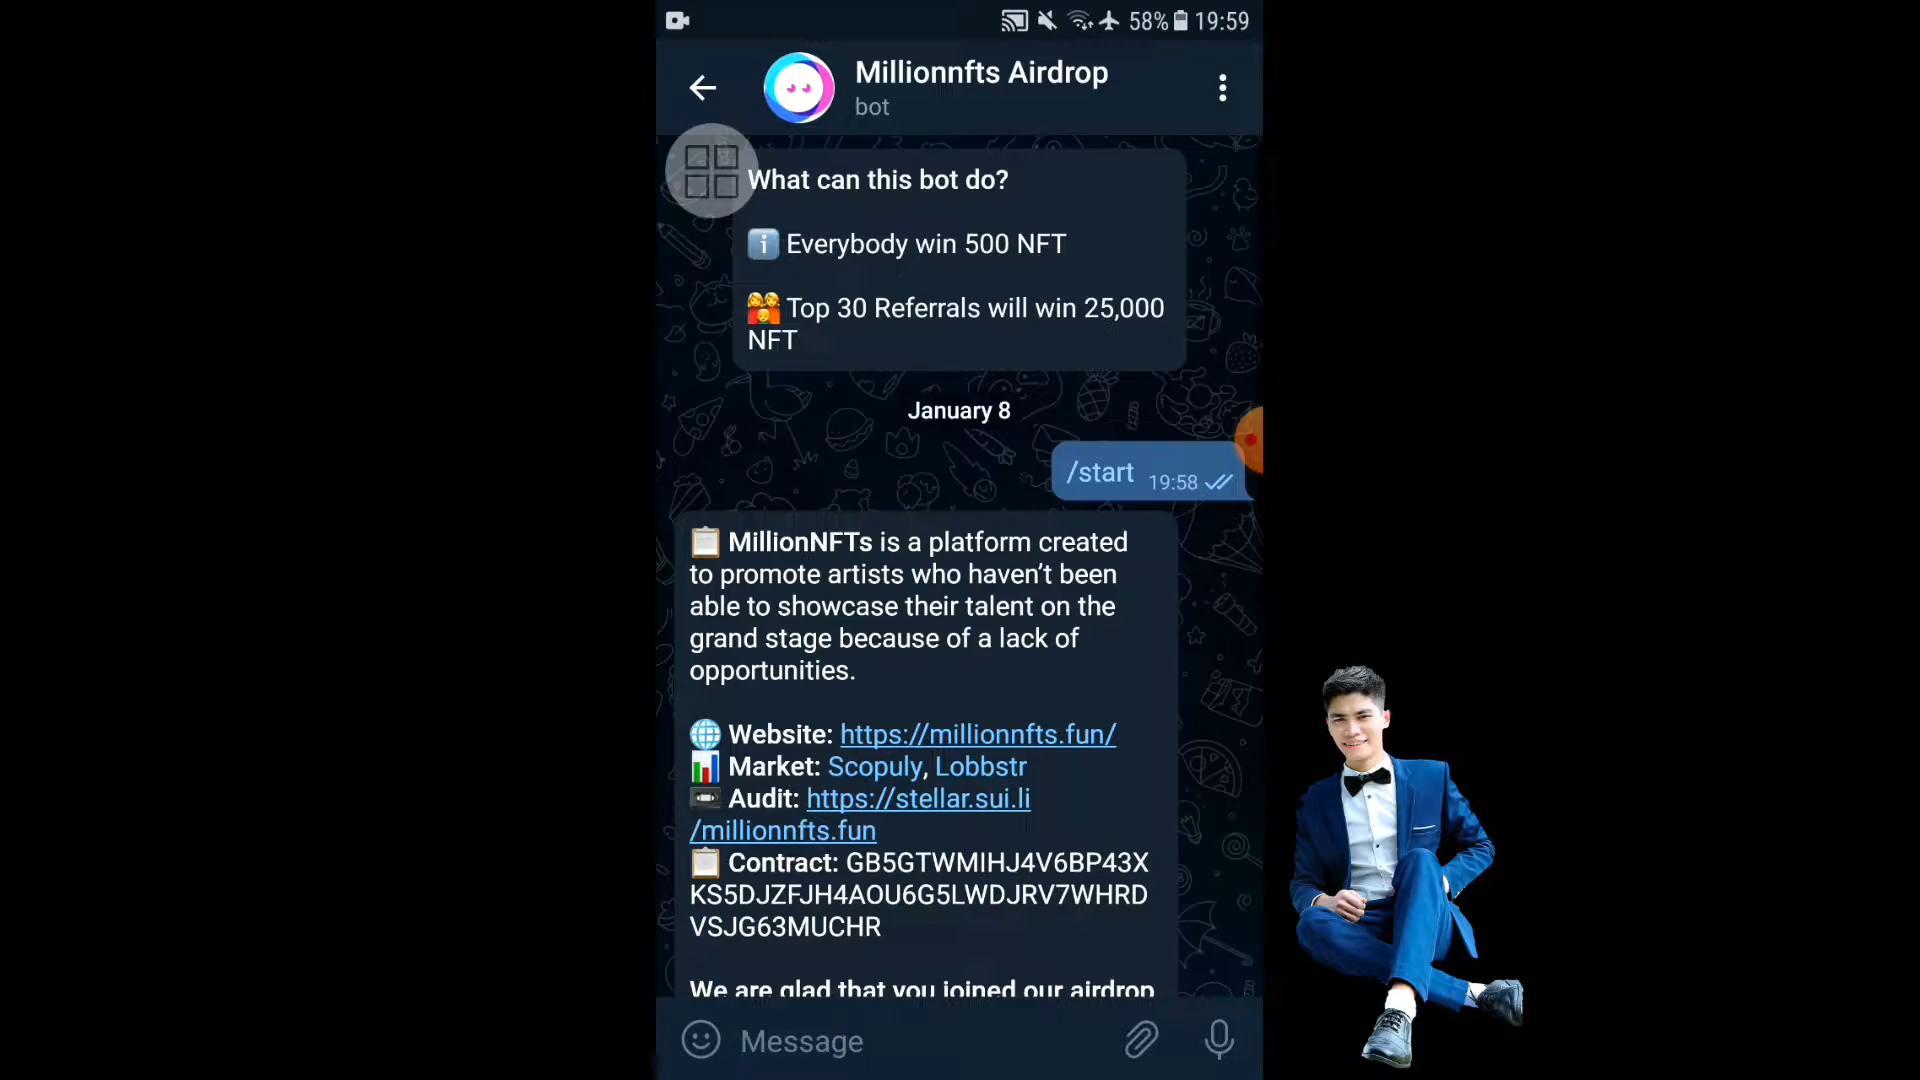 58% 19:59
Millionnfts Airdrop
bot
What can this bot do?
Everybody win 500 NFT
Top 30 Referrals will win 25,000
NFT
January 8
/start 19:58
MillionNFTs is a platform created
to promote artists who haven’t been
able to showcase their talent on the
grand stage because of a lack of
opportunities.
Website: https://millionnfts.fun/
Market: Scopuly, Lobbstr
Audit: https://stellar.sui.li
/millionnfts.fun
Contract: GB5GTWMIHJ4V6BP43X
KS5DJZFJH4AOU6G5LWDJRV7WHRD
VSJG63MUCHR
We are glad that you joined our airdrop
Message